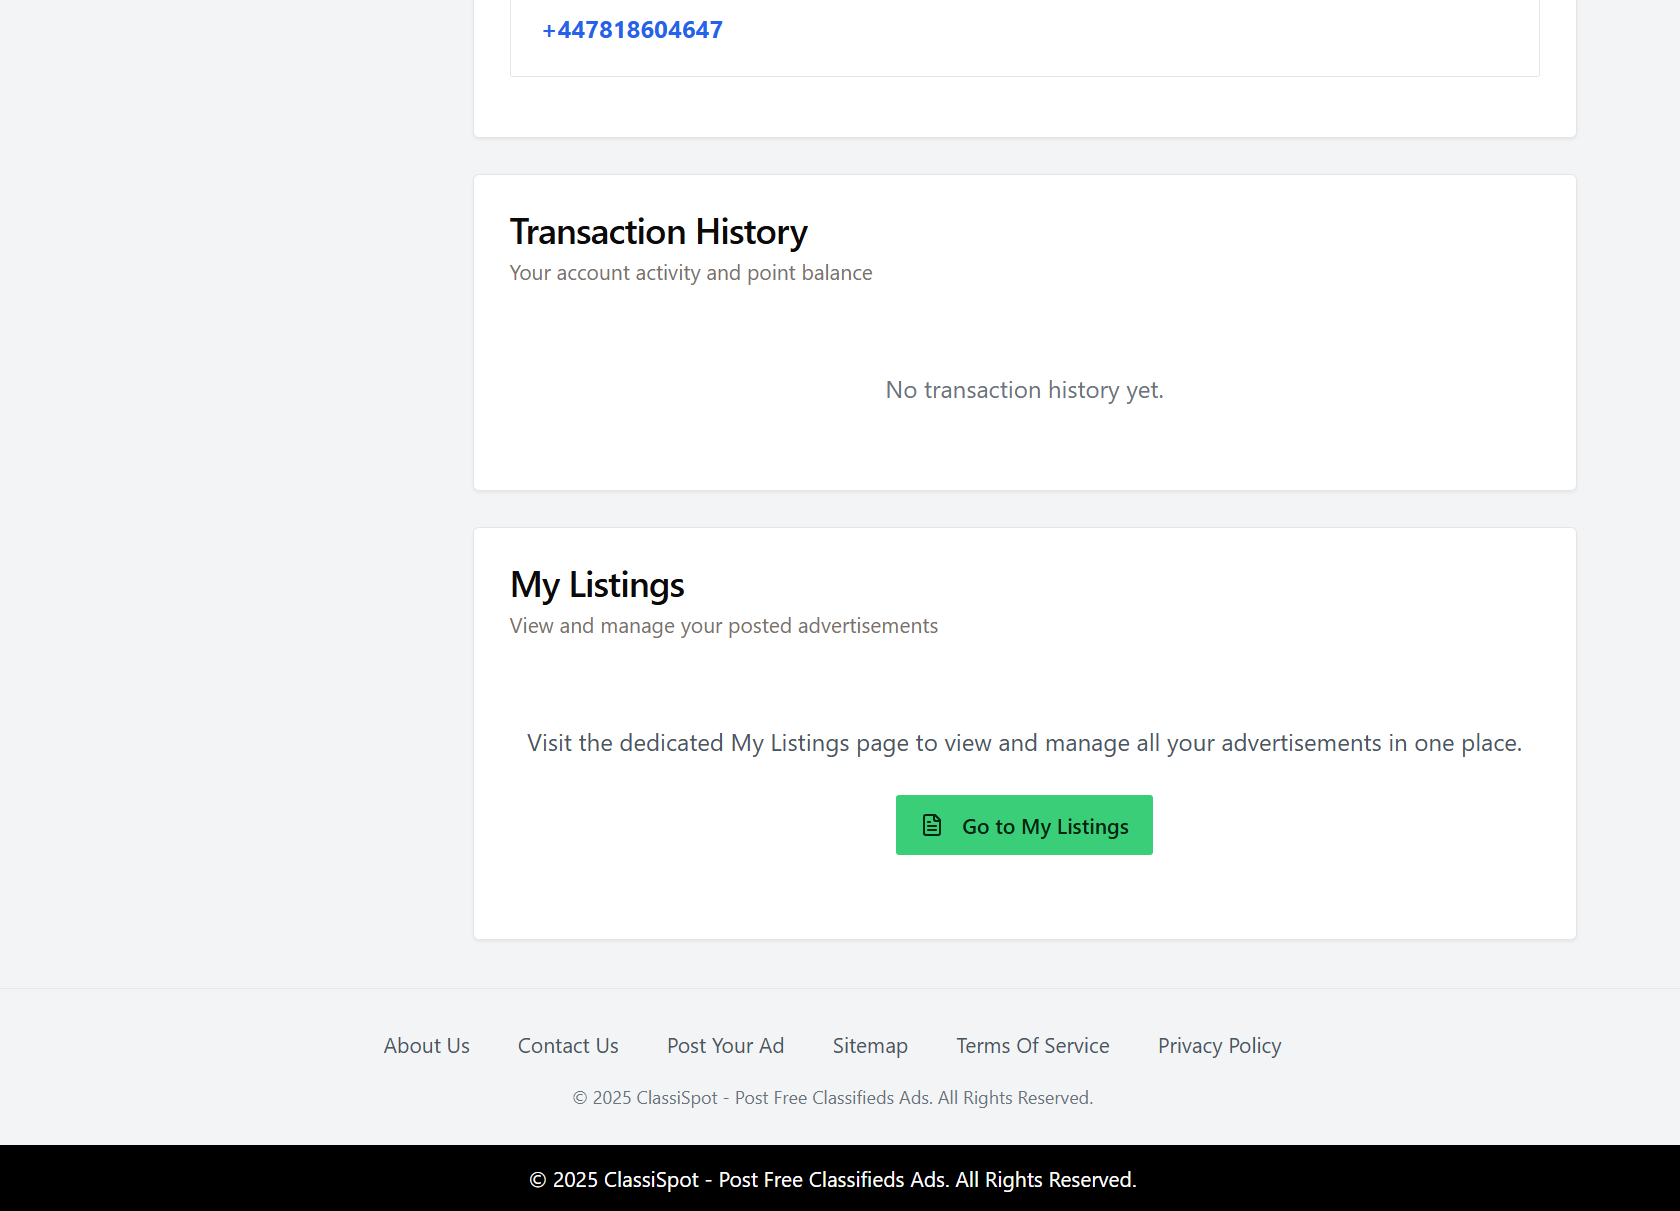 +447818604647
Transaction History
Your account activity and point balance
No transaction history yet.
My Listings
View and manage your posted advertisements
Visit the dedicated My Listings page to view and manage all your advertisements in one place.
Go to My Listings
About Us Contact Us Post Your Ad Sitemap Terms Of Service Privacy Policy
© 2025 ClassiSpot - Post Free Classifieds Ads. All Rights Reserved.
© 2025 ClassiSpot - Post Free Classifieds Ads. All Rights Reserved.